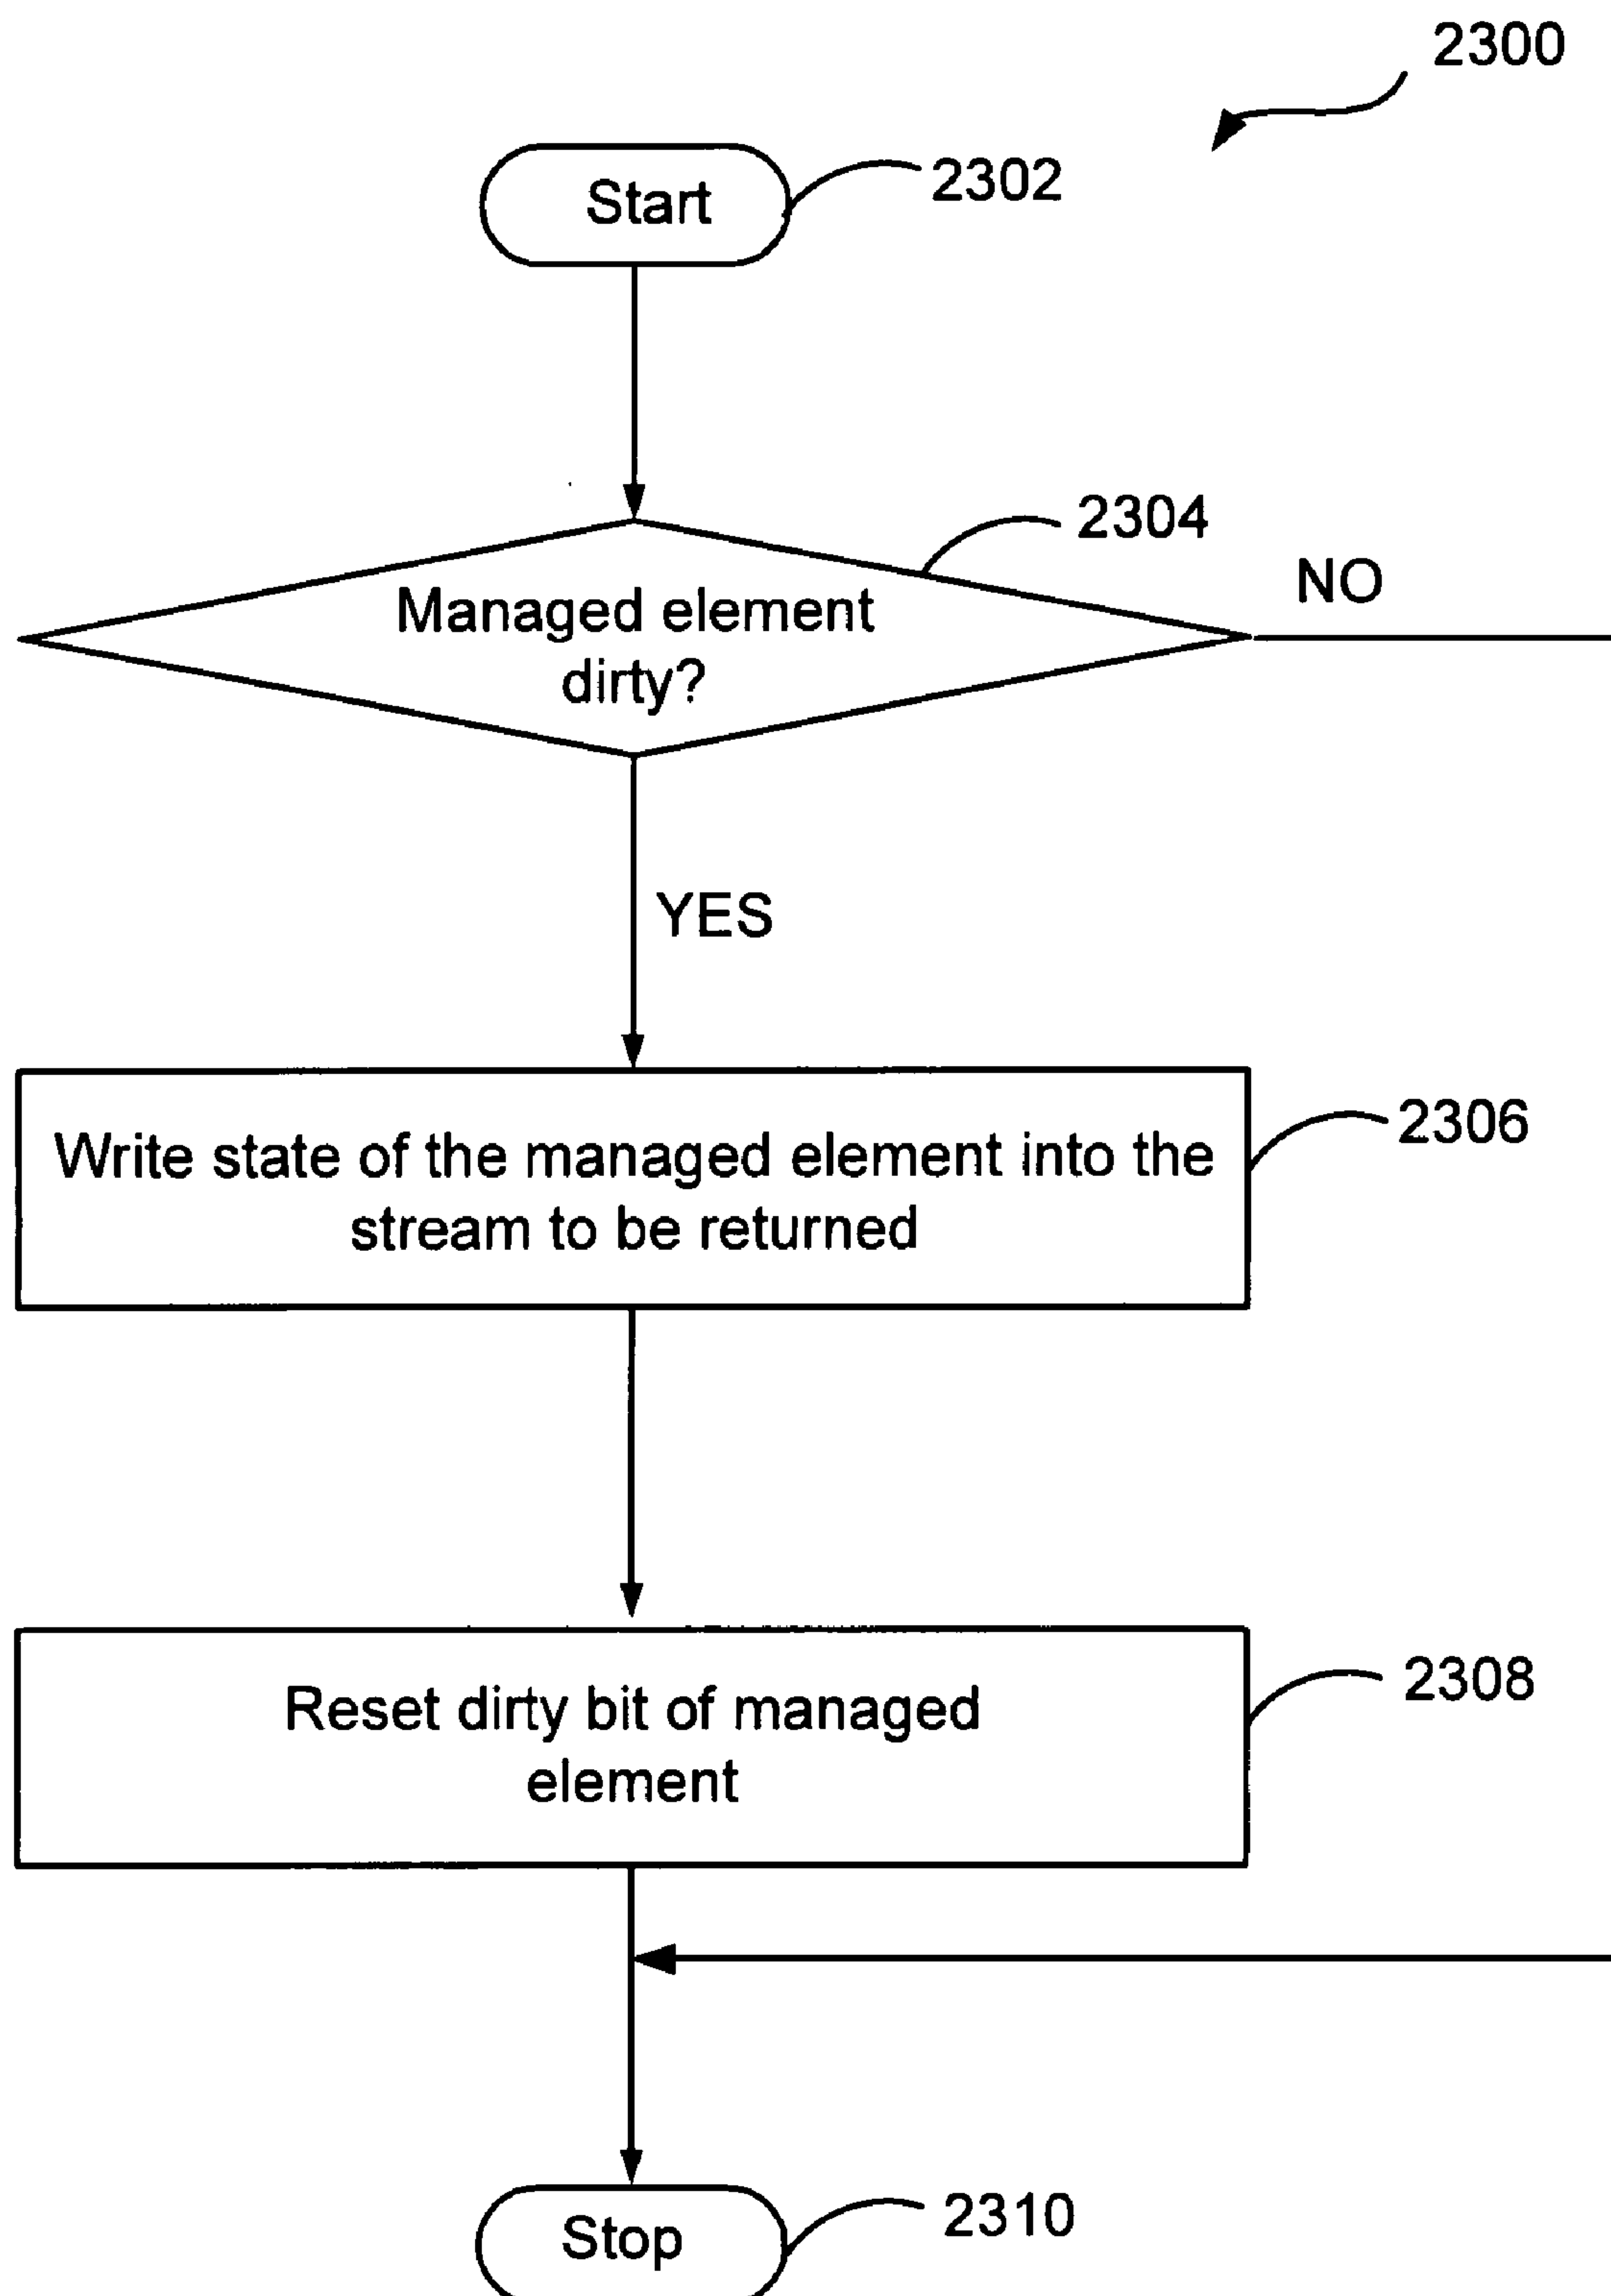 2300
Start
2302
2304
NO
Managed element
dirty?
YES
2306
Write state of the managed element into the
stream to be returned
2308
Reset dirty bit of managed
element
Stop
2310